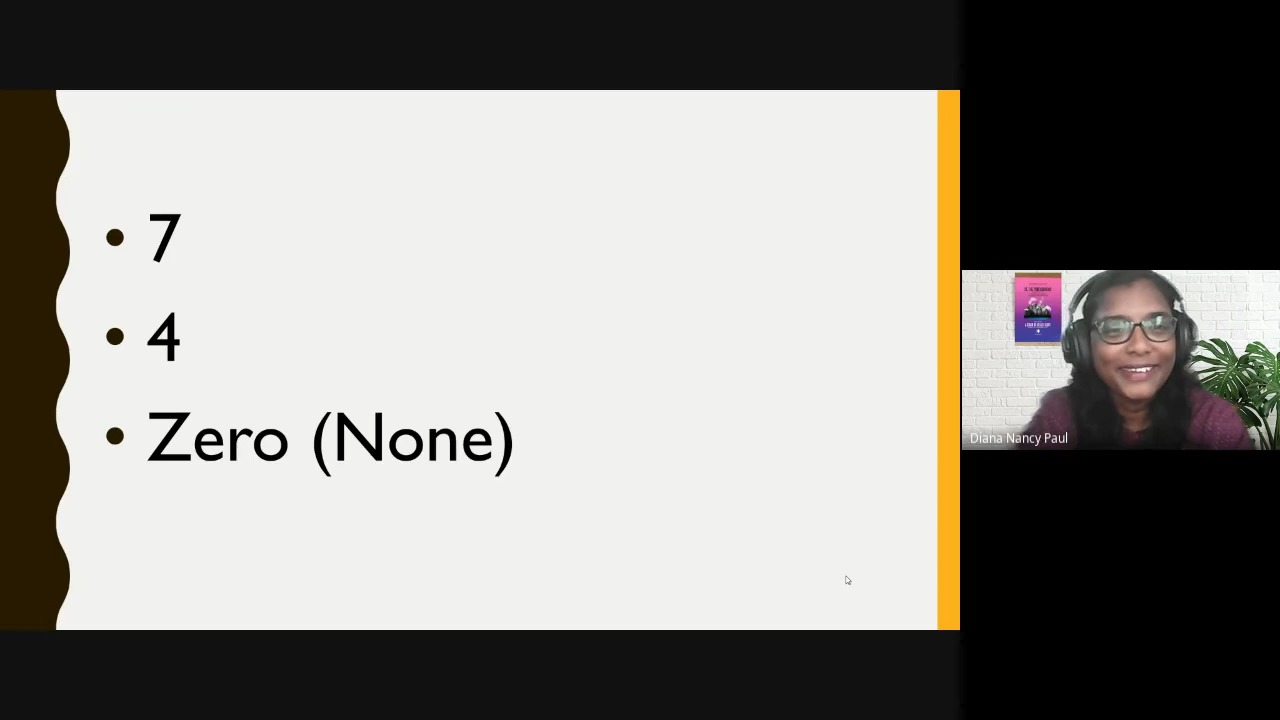 • 7
• 4
• Zero (None)
Diana Nancy Paul